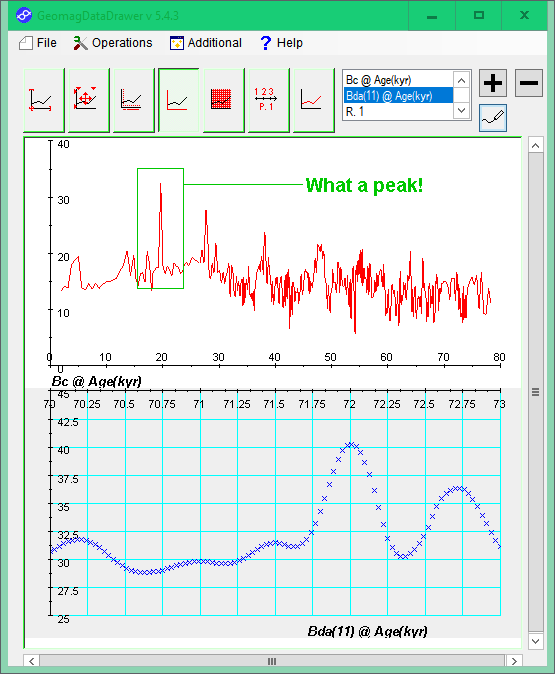 GeomagDataDrawer v 5.4.3
File Operations Additional ? Help
1 2 3
R. 1
Bc @ Age(kyr)
Bda(11) @ Age(kyr)
R. 1
40
What a peak!
30
20
10
0
0 10 20 30 40 50 60 70 80
Bc @ Age(kyr)
45
70 70.25 70.5 70.75 71 71.25 71.5 71.75 72 72.25 72.5 72.75 73
42.5
40
37.5
35
32.5
30
27.5
25
Bda(11) @ Age(kyr)